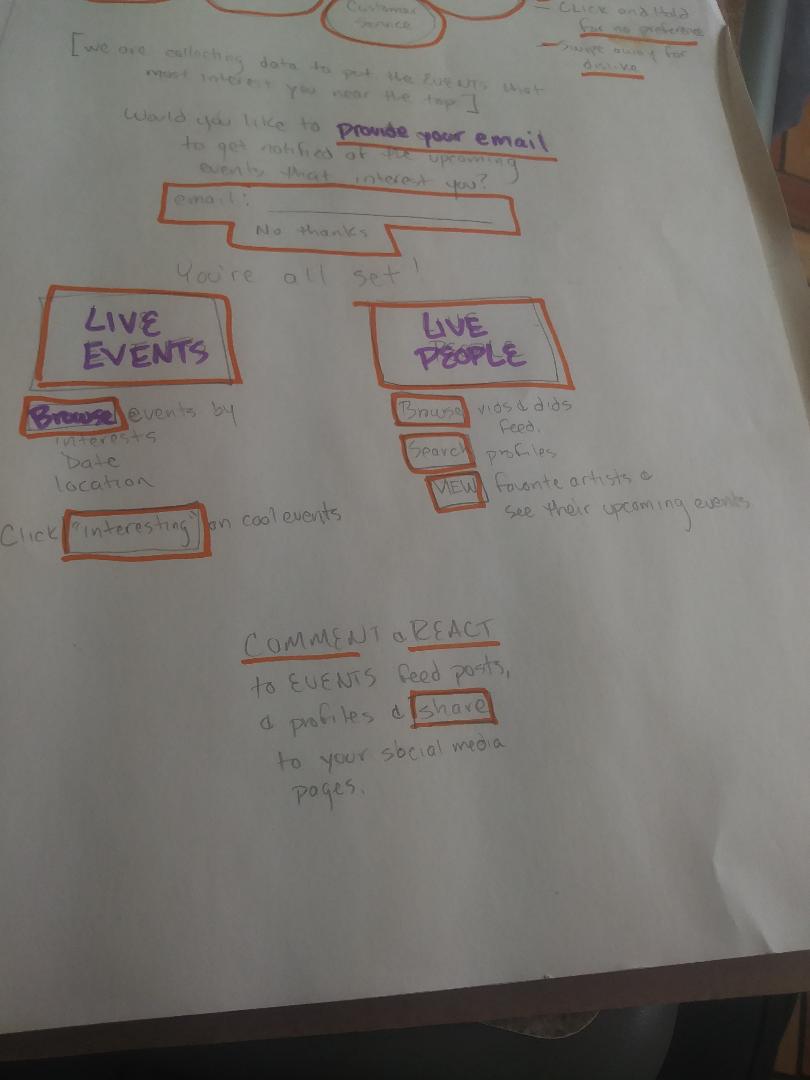 Customer
Service
- Click and Hold
for no preference
- Swipe away for
dislike
[we are collecting data to put the EVENTS that
most interest you near the top.]
Would you like to provide your email
to get notified of the upcoming
events that interest you?
email:
No thanks
You're all set!
LIVE
EVENTS
Browse events by
interests
Date
location
Click "interesting" on cool events
LIVE
PEOPLE
Browse vids & dids
feed.
Search profiles
VIEW favorite artists &
see their upcoming events
COMMENT & REACT
to EVENTS feed posts,
& profiles & share
to your social media
pages.